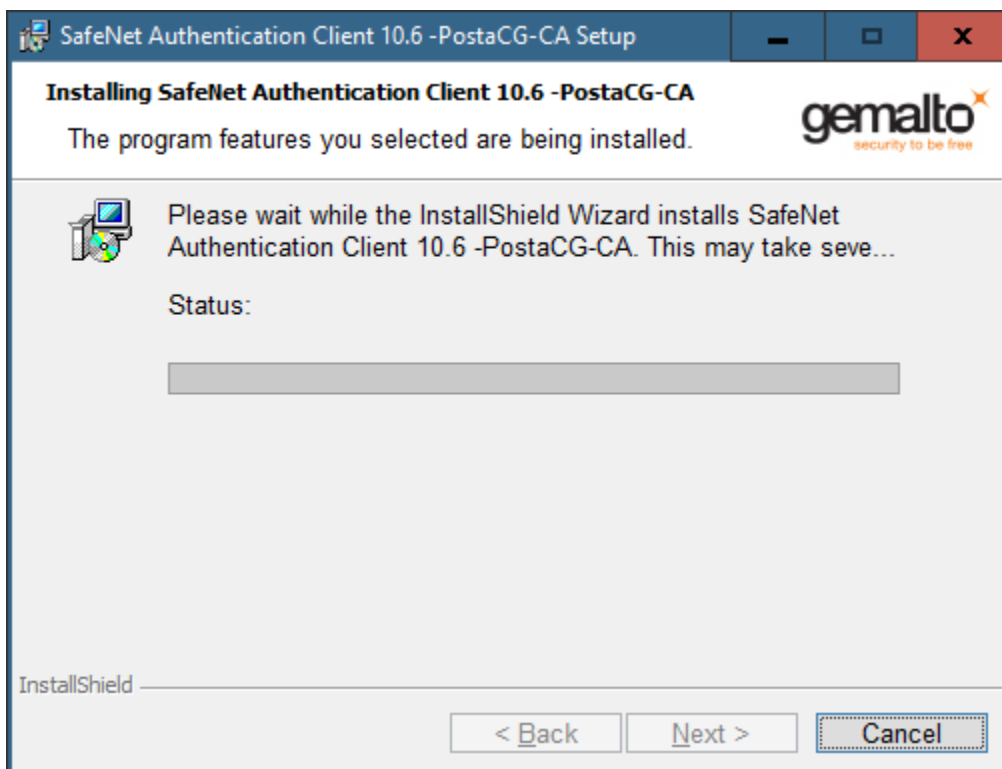 SafeNet Authentication Client 10.6 -PostaCG-CA Setup
Installing SafeNet Authentication Client 10.6 -PostaCG-CA
The program features you selected are being installed.
gemalto
security to be free
Please wait while the InstallShield Wizard installs SafeNet
Authentication Client 10.6 -PostaCG-CA. This may take seve...
Status:
InstallShield
< Back
Next >
Cancel